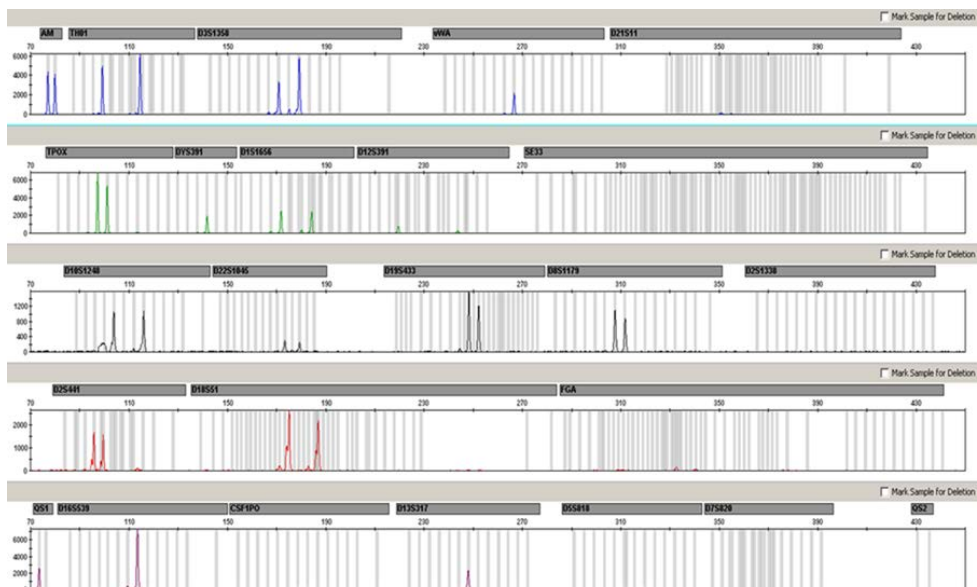 Mark Sample for Deletion
AM TH01 D3S1358 vWA D21S11
70 110 150 190 230 270 310 350 390 430
6000
4000
2000
0
Mark Sample for Deletion
TPOX DYS391 D1S1656 D12S391 SE33
70 110 150 190 230 270 310 350 390 430
6000
4000
2000
0
Mark Sample for Deletion
D10S1248 D22S1045 D19S433 D8S1179 D2S1338
70 110 150 190 230 270 310 350 390 430
1200
800
400
0
Mark Sample for Deletion
D2S441 D18S51 FGA
70 110 150 190 230 270 310 350 390 430
2000
1000
0
Mark Sample for Deletion
QS1 D16S539 CSF1PO D13S317 D5S818 D7S820 QS2
70 110 150 190 230 270 310 350 390 430
6000
4000
2000
0